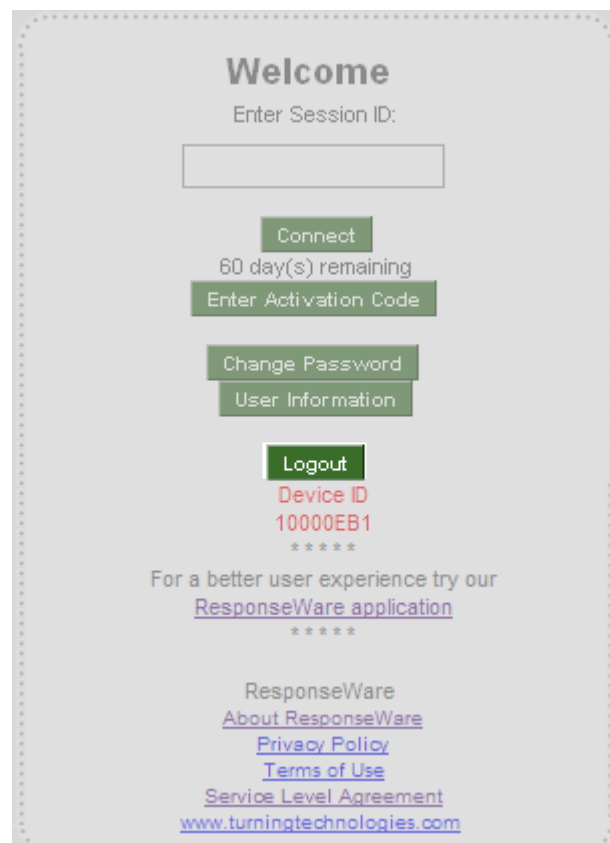 Welcome
Enter Session ID:
Connect
60 day(s) remaining
Enter Activation Code
Change Password
User Information
Logout
Device ID
10000EB1
*****
For a better user experience try our
ResponseWare application
*****
ResponseWare
About ResponseWare
Privacy Policy
Terms of Use
Service Level Agreement
www.turningtechnologies.com